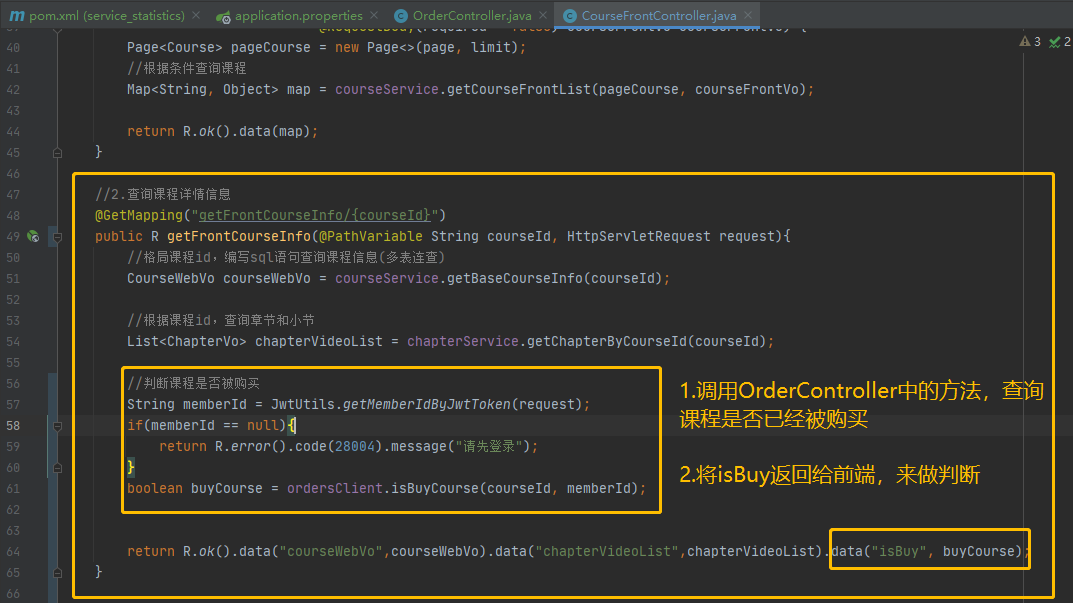 pom.xml (service_statistics) application.properties OrderController.java CourseFrontController.java
40 Page<Course> pageCourse = new Page<>(page, limit); 3 2
41 //根据条件查询课程
42 Map<String, Object> map = courseService.getCourseFrontList(pageCourse, courseFrontVo);
43
44 return R.ok().data(map);
45 }
46
47 //2.查询课程详情信息
48 @GetMapping("getFrontCourseInfo/{courseId}")
49 public R getFrontCourseInfo(@PathVariable String courseId, HttpServletRequest request){
50 //格局课程id，编写sql语句查询课程信息(多表连查)
51 CourseWebVo courseWebVo = courseService.getBaseCourseInfo(courseId);
52
53 //根据课程id，查询章节和小节
54 List<ChapterVo> chapterVideoList = chapterService.getChapterByCourseId(courseId);
55
56 //判断课程是否被购买
57 String memberId = JwtUtils.getMemberIdByJwtToken(request);
58 if(memberId == null){
59 return R.error().code(28004).message("请先登录");
60 }
61 boolean buyCourse = ordersClient.isBuyCourse(courseId, memberId);
62
63
64 return R.ok().data("courseWebVo",courseWebVo).data("chapterVideoList",chapterVideoList).data("isBuy", buyCourse);
65 }
66
1.调用OrderController中的方法，查询
课程是否已经被购买
2.将isBuy返回给前端，来做判断